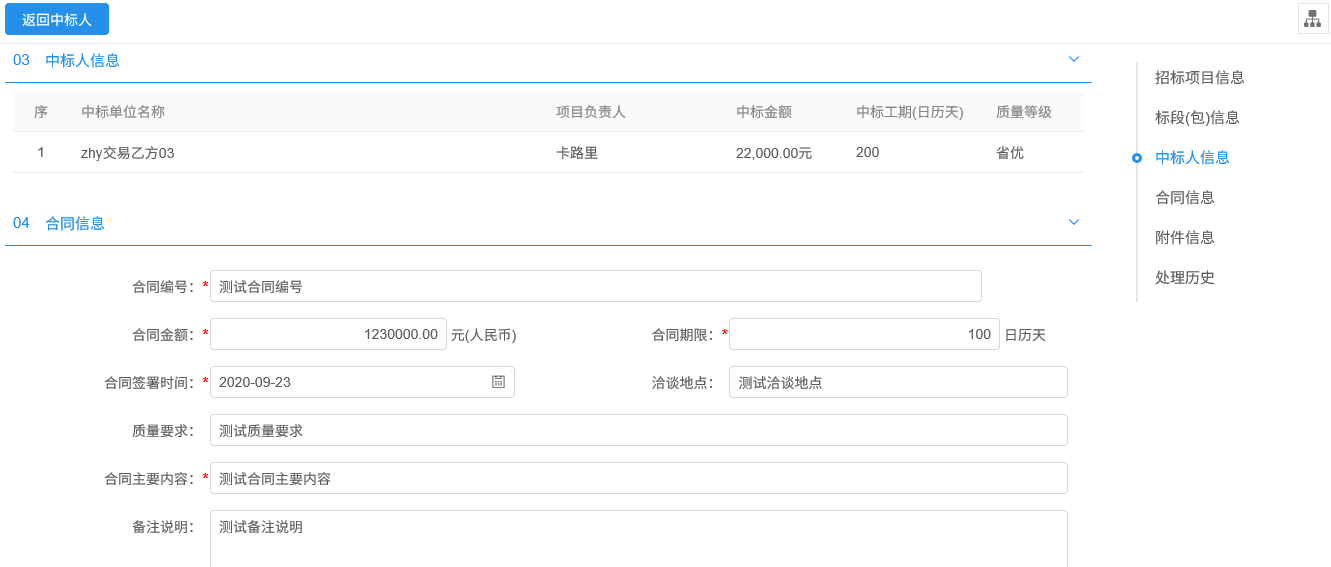 返回中标人
03 中标人信息
序 中标单位名称 项目负责人 中标金额 中标工期(日历天) 质量等级
1 zhy交易乙方03 卡路里 22,000.00元 200 省优
04 合同信息
合同编号：* 测试合同编号
合同金额：* 1230000.00 元(人民币) 合同期限：* 100 日历天
合同签署时间：* 2020-09-23 洽谈地点： 测试洽谈地点
质量要求： 测试质量要求
合同主要内容：* 测试合同主要内容
备注说明： 测试备注说明
招标项目信息
标段(包)信息
中标人信息
合同信息
附件信息
处理历史